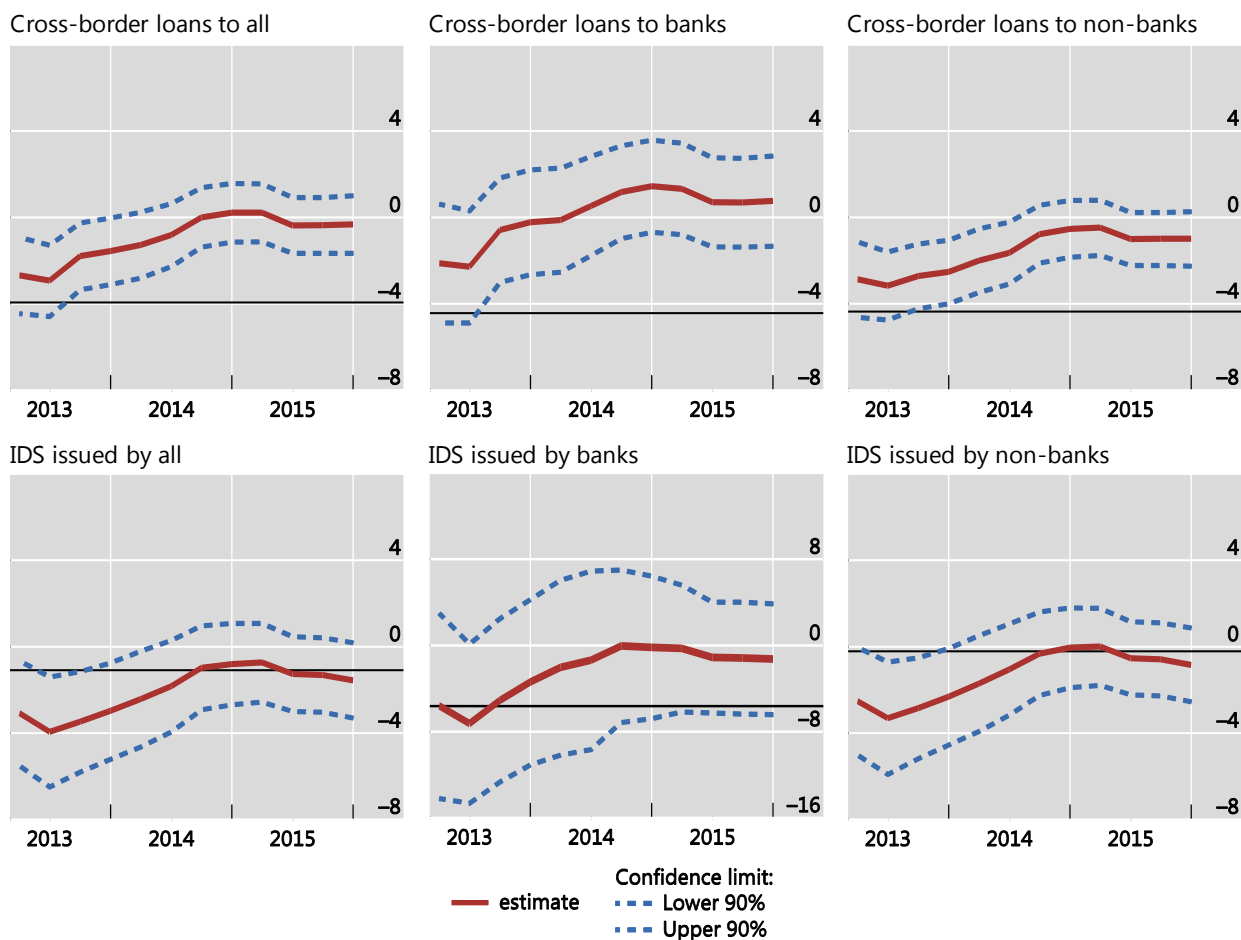 Cross-border loans to all
Cross-border loans to banks
Cross-border loans to non-banks
4
4
4
0
0
0
–4
–4
–4
–8
–8
–8
2013 2014 2015
2013 2014 2015
2013 2014 2015
IDS issued by all
IDS issued by banks
IDS issued by non-banks
4
8
4
0
0
0
–4
–8
–4
–8
–16
–8
2013 2014 2015
2013 2014 2015
2013 2014 2015
estimate
Confidence limit:
Lower 90%
Upper 90%